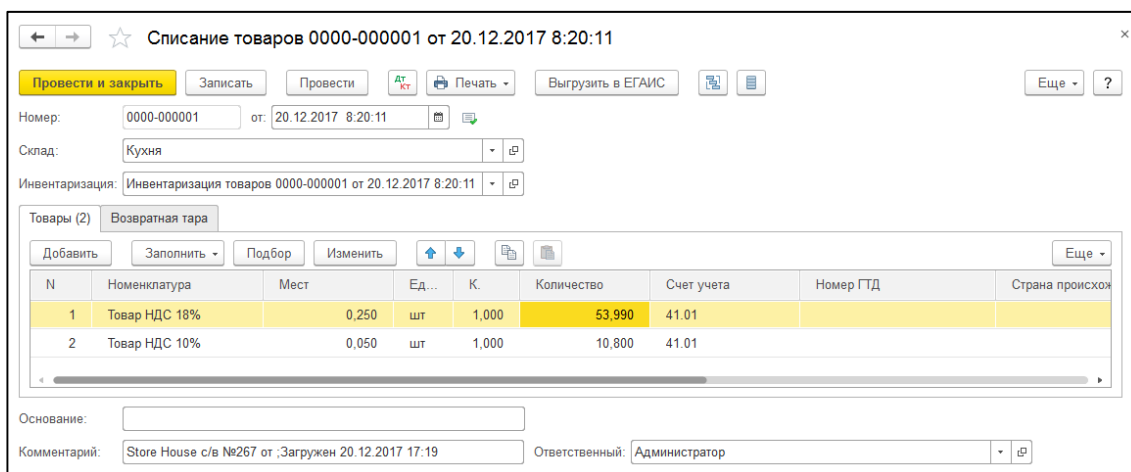 Списание товаров 0000-000001 от 20.12.2017 8:20:11
Провести и закрыть Записать Провести Дт Кт Печать Выгрузить в ЕГАИС Еще ?
Номер: 0000-000001 от: 20.12.2017 8:20:11
Склад: Кухня
Инвентаризация: Инвентаризация товаров 0000-000001 от 20.12.2017 8:20:11
Товары (2) Возвратная тара
Добавить Заполнить Подбор Изменить Еще
N Номенклатура Мест Ед... К. Количество Счет учета Номер ГТД Страна происхож
1 Товар НДС 18% 0,250 шт 1,000 53,990 41.01
2 Товар НДС 10% 0,050 шт 1,000 10,800 41.01
Основание:
Комментарий: Store House с/в №267 от ;Загружен 20.12.2017 17:19 Ответственный: Администратор